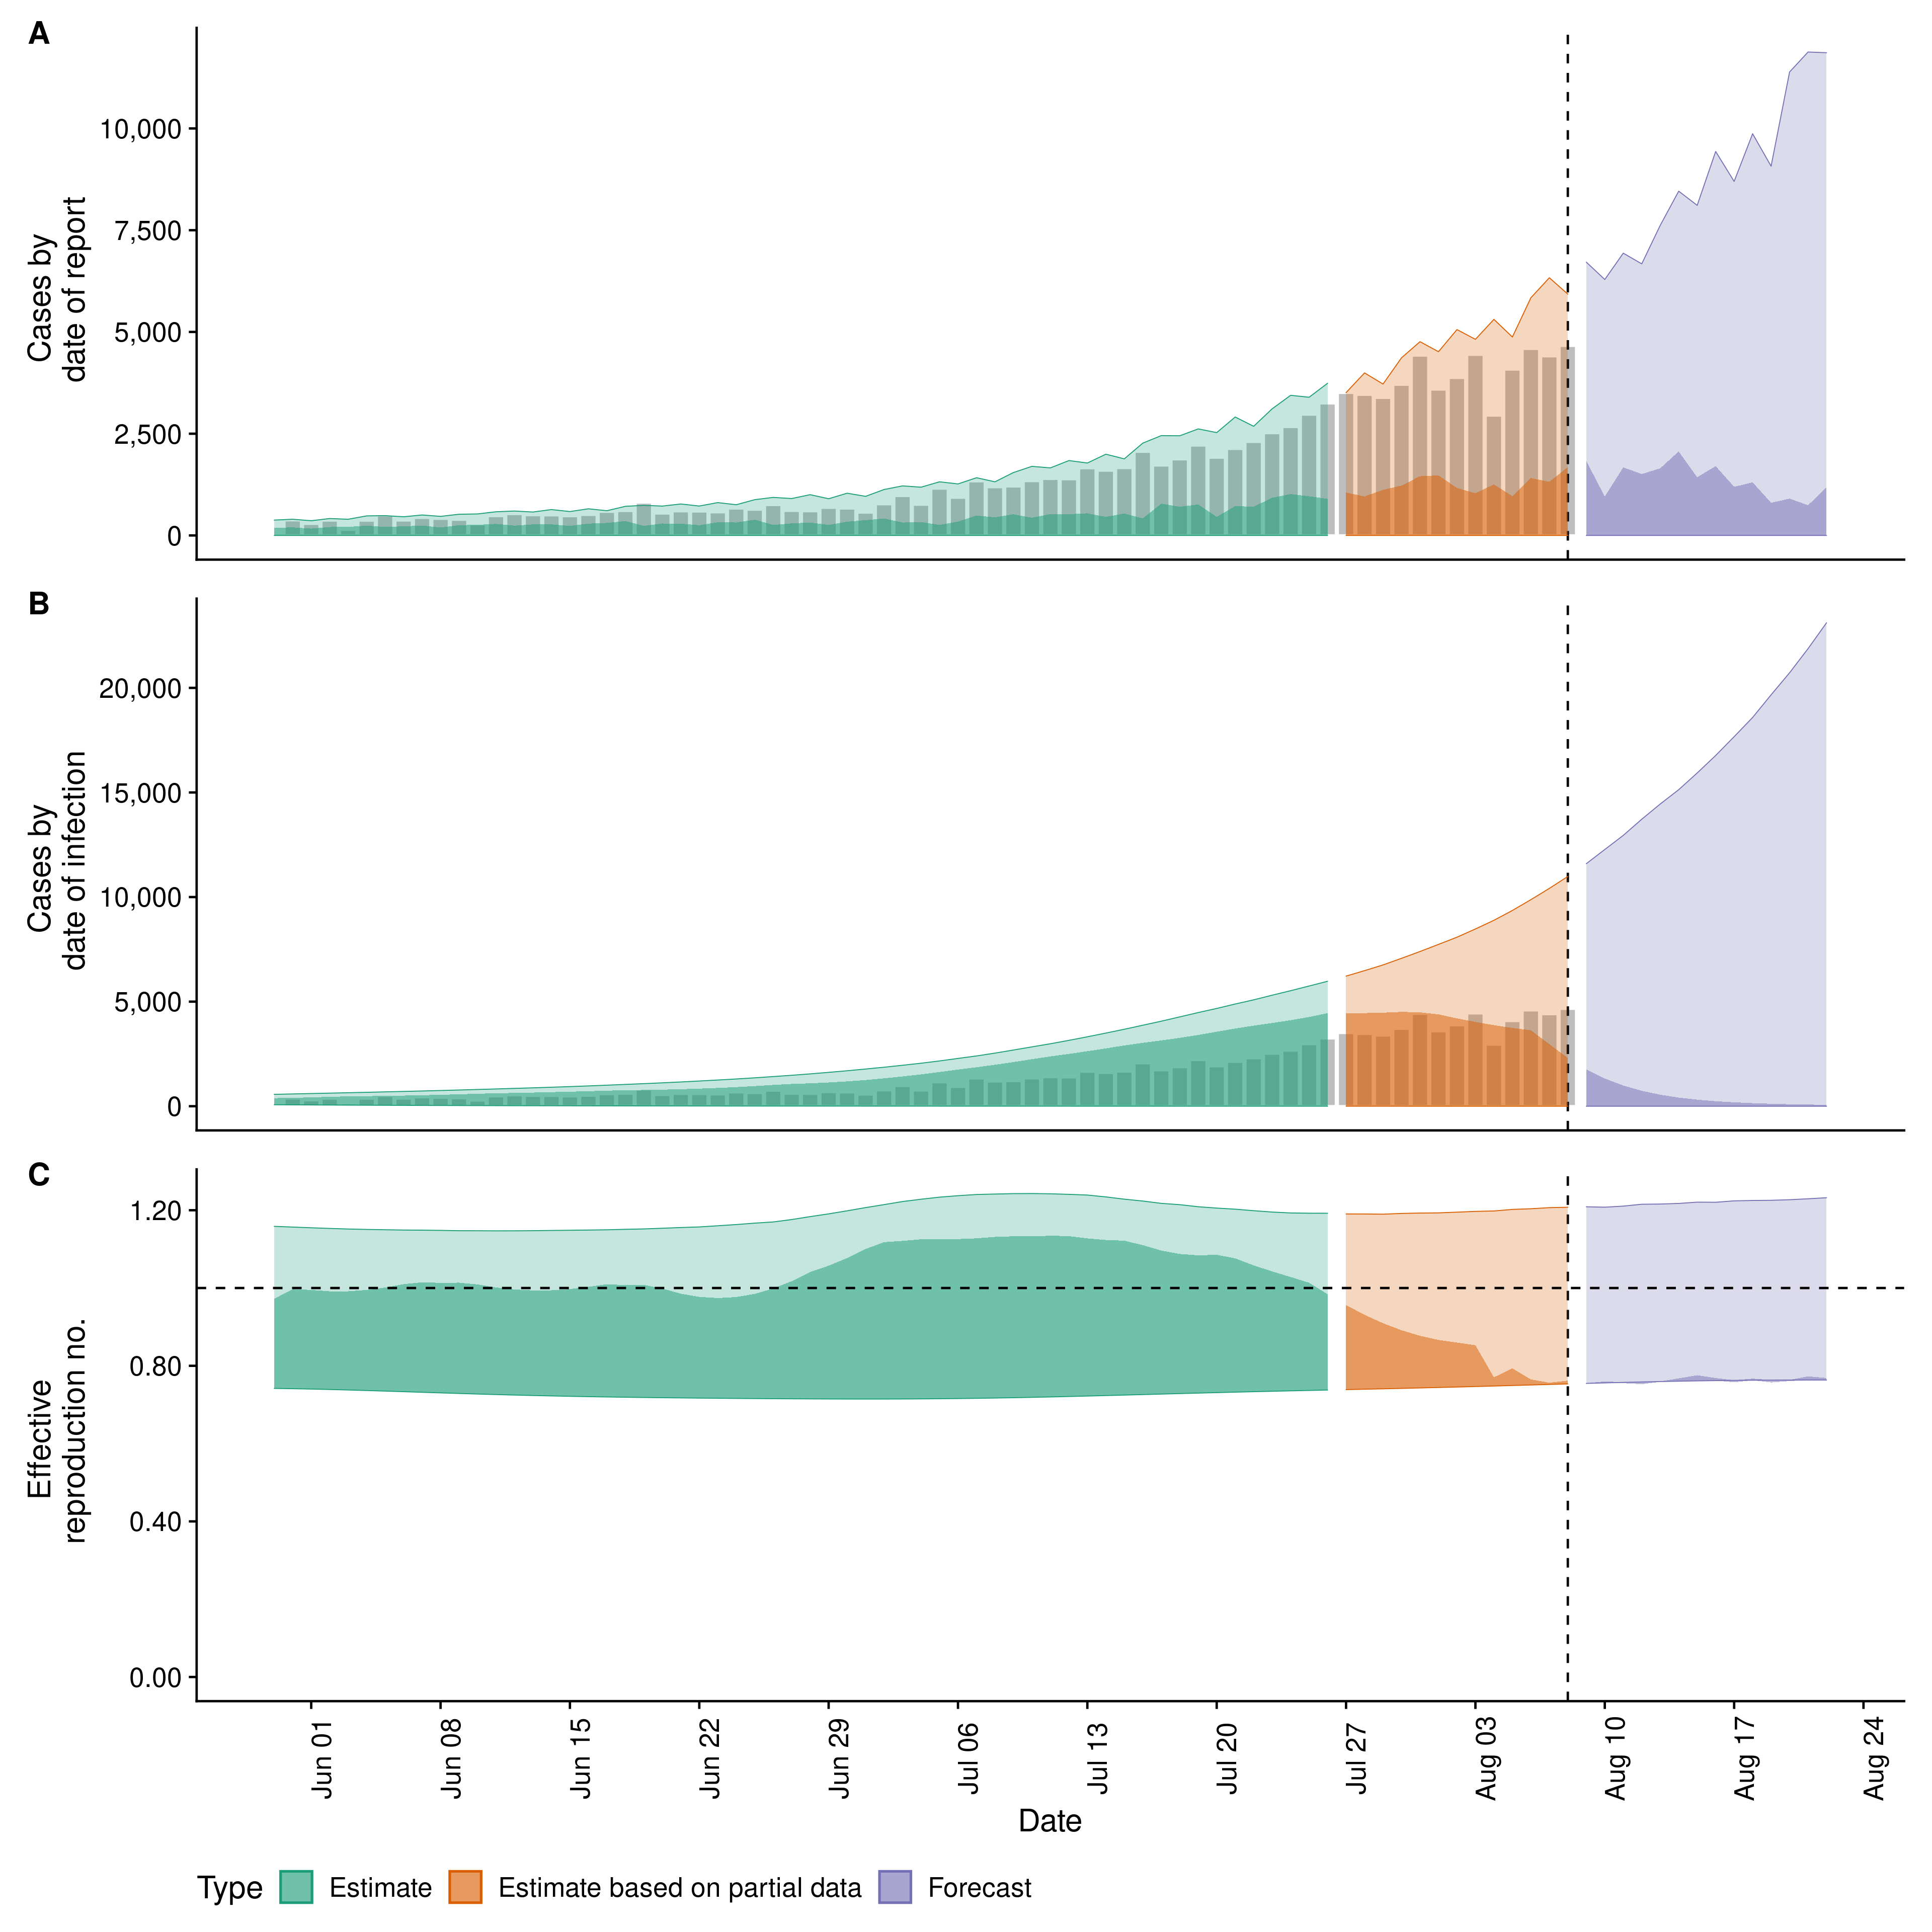 A
Cases by
date of report
10,000
7,500
5,000
2,500
0
B
Cases by
date of infection
20,000
15,000
10,000
5,000
0
C
Effective
reproduction no.
1.20
0.80
0.40
0.00
Jun 01
Jun 08
Jun 15
Jun 22
Jun 29
Jul 06
Jul 13
Jul 20
Jul 27
Aug 03
Aug 10
Aug 17
Aug 24
Date
Type Estimate Estimate based on partial data Forecast